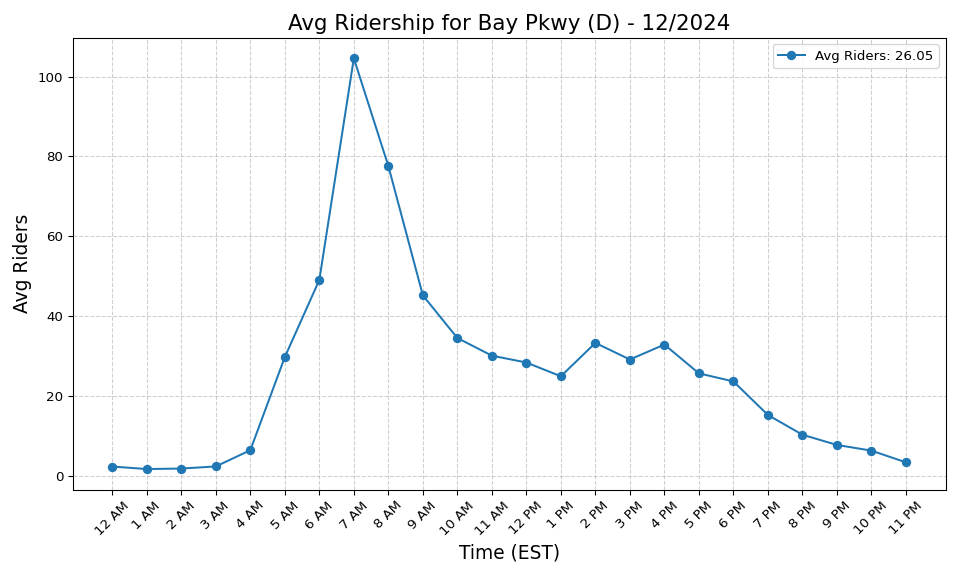 Avg Ridership for Bay Pkwy (D) - 12/2024
Avg Riders: 26.05
Avg Riders
100
80
60
40
20
0
12 AM 1 AM 2 AM 3 AM 4 AM 5 AM 6 AM 7 AM 8 AM 9 AM 10 AM 11 AM 12 PM 1 PM 2 PM 3 PM 4 PM 5 PM 6 PM 7 PM 8 PM 9 PM 10 PM 11 PM
Time (EST)